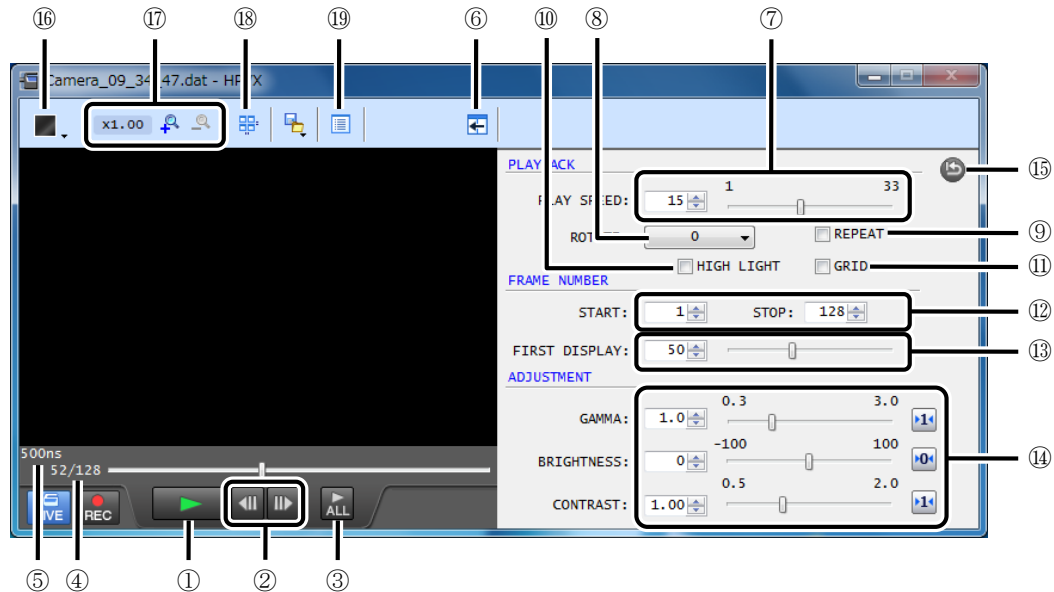 ⑯ ⑰ ⑱ ⑲ ⑥ ⑩ ⑧ ⑦
Camera_09_34_47.dat - HPVX
x1.00
PLAYBACK
⑮
PLAY SPEED: 15 1 33
ROTATE: 0 REPEAT ⑨
HIGH LIGHT GRID ⑪
FRAME NUMBER
START: 1 STOP: 128 ⑫
FIRST DISPLAY: 50 ⑬
ADJUSTMENT
0.3 3.0
GAMMA: 1.0 1
-100 100
BRIGHTNESS: 0 0 ⑭
0.5 2.0
CONTRAST: 1.00 1
500ns
52/128
LIVE REC ALL
⑤ ④ ① ② ③